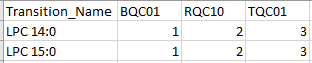 Transition_Name BQC01 RQC10 TQC01
LPC 14:0 1 2 3
LPC 15:0 1 2 3